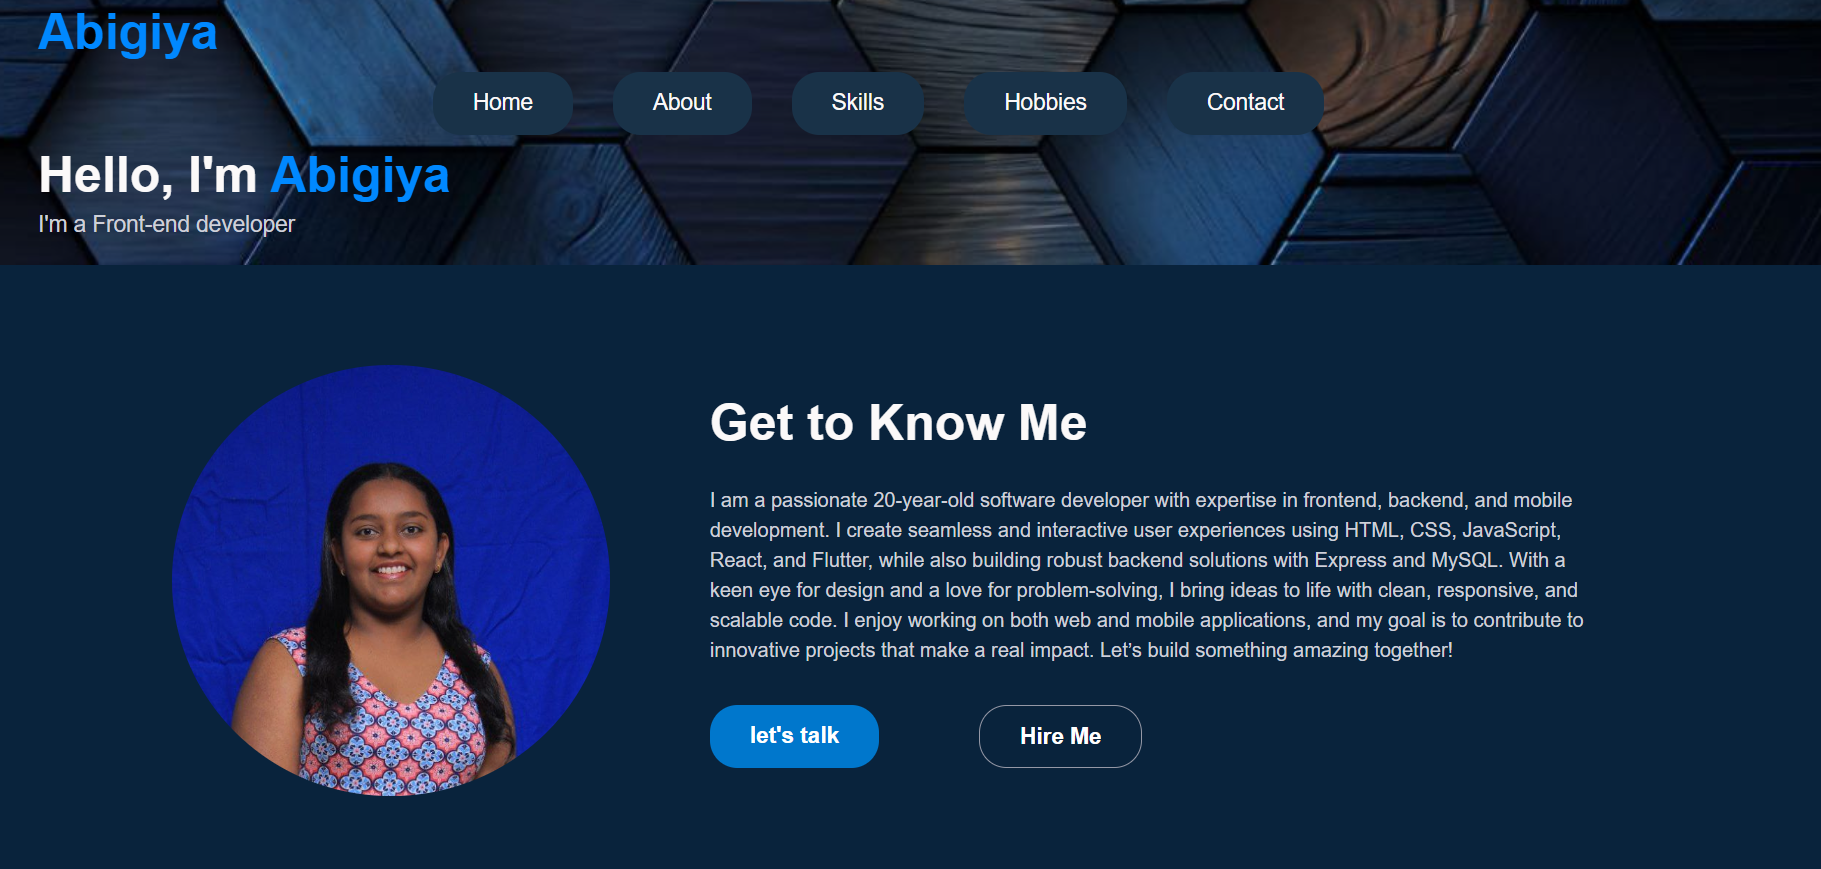 Abigiya
Home About Skills Hobbies Contact
Hello, I'm Abigiya
I'm a Front-end developer
Get to Know Me
I am a passionate 20-year-old software developer with expertise in frontend, backend, and mobile
development. I create seamless and interactive user experiences using HTML, CSS, JavaScript,
React, and Flutter, while also building robust backend solutions with Express and MySQL. With a
keen eye for design and a love for problem-solving, I bring ideas to life with clean, responsive, and
scalable code. I enjoy working on both web and mobile applications, and my goal is to contribute to
innovative projects that make a real impact. Let’s build something amazing together!
let's talk Hire Me